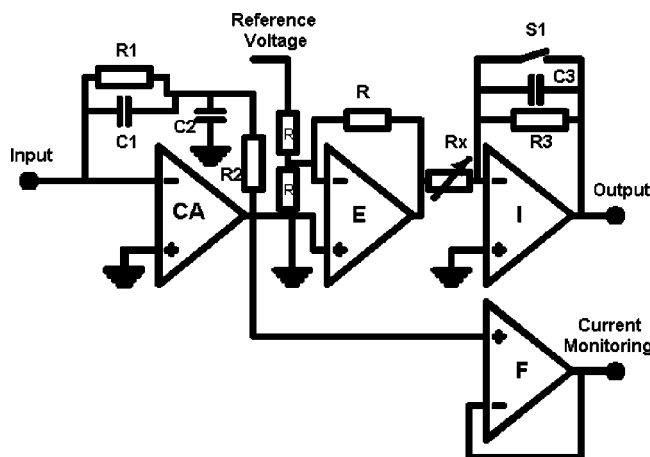 Reference
Voltage
S1
R1
C3
R
C1
C2
R
R3
Rx
Input
R2
R
CA
E
I
Output
Current
Monitoring
F